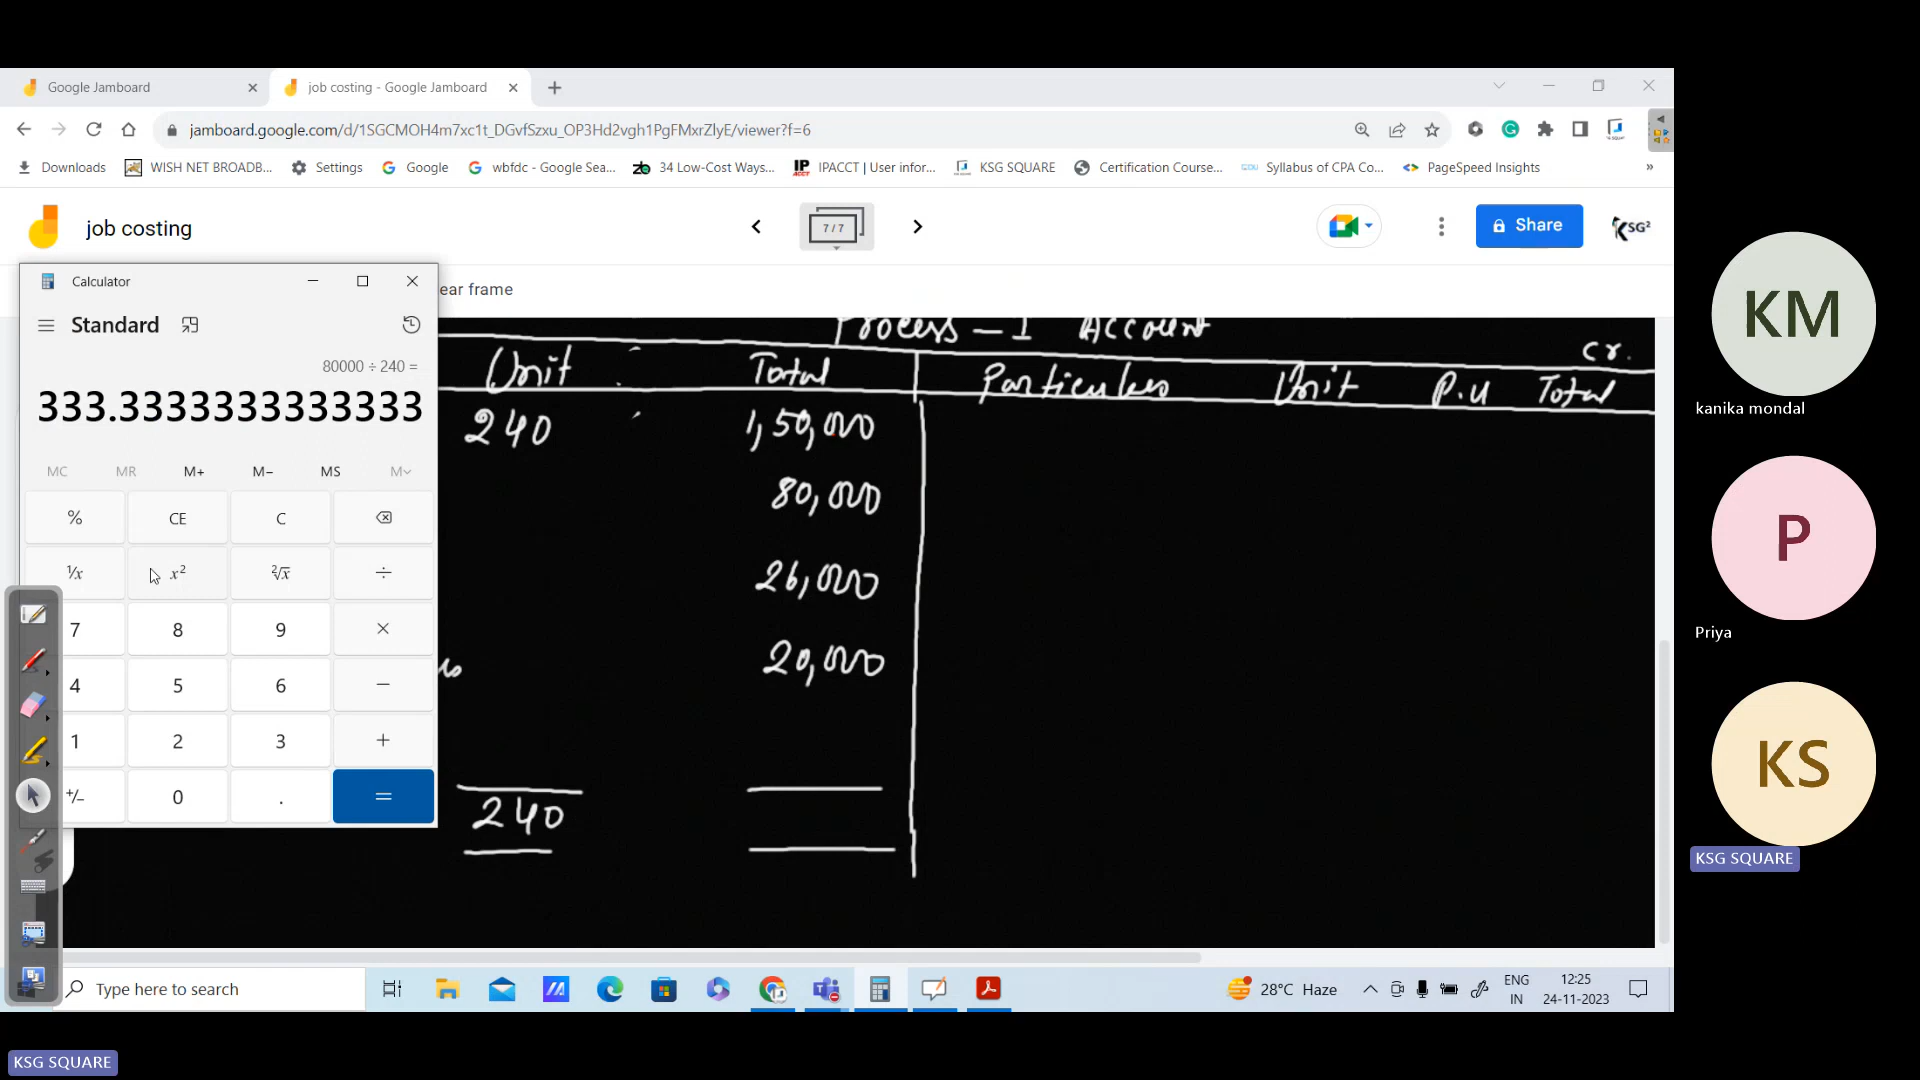 Google Jamboard
job costing - Google Jamboard
jamboard.google.com/d/1SGCMOH4m7xc1t_DGvfSzxu_OP3Hd2vgh1PgFMxrZlyE/viewer?f=6
Downloads WISH NET BROADB... Settings Google wbfdc - Google Sea... 34 Low-Cost Ways... IPACCT | User infor... KSG SQUARE Certification Course... Syllabus of CPA Co... PageSpeed Insights »
job costing
7 / 7
Share
KSG²
Calculator
ear frame
Standard
80000 ÷ 240 =
333.3333333333333
MC MR M+ M− MS M
% CE C
¹/x x² ²√x ÷
7 8 9 ×
4 5 6 −
1 2 3 +
+/− 0 . =
Process - I Account
Cr.
Unit Total Particulars Unit P.U Total
240 1,50,000
80,000
26,000
20,000
240
KM
kanika mondal
P
Priya
KS
KSG SQUARE
Type here to search
28°C Haze
ENG
IN
12:25
24-11-2023
KSG SQUARE